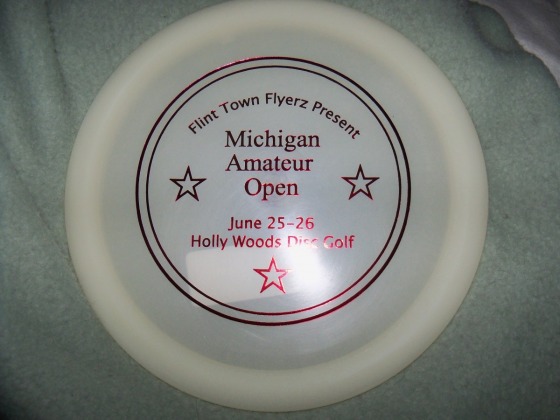 Flint Town Flyerz Present
Michigan
Amateur
Open
June 25-26
Holly Woods Disc Golf